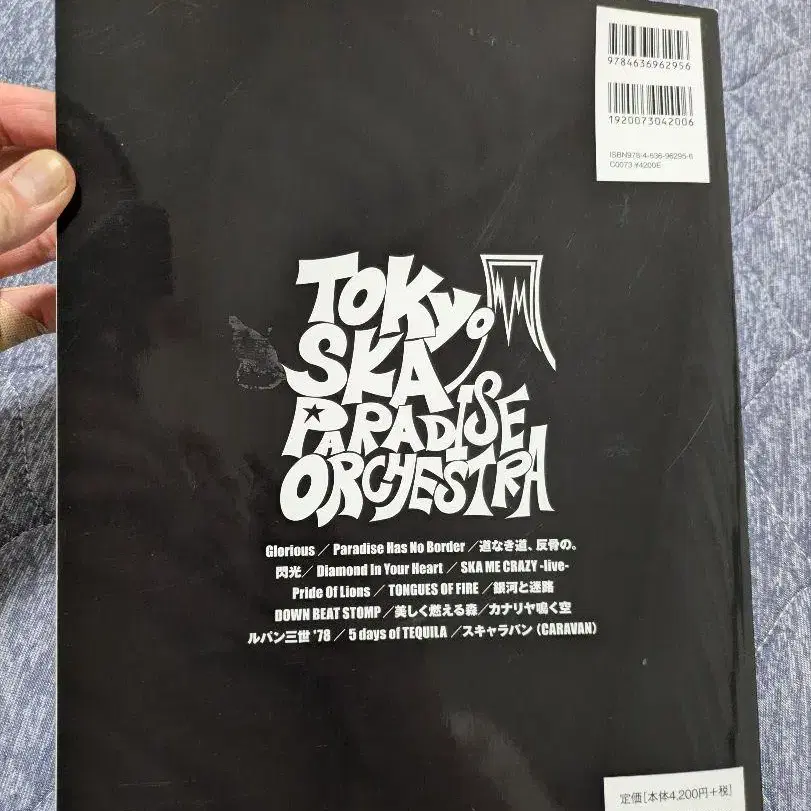 9784636962956
1920073042006
ISBN978-4-636-96295-6
C0073 ¥4200E
TOKYO
SKA
PARADISE
ORCHESTRA
Glorious ／ Paradise Has No Border ／道なき道、反骨の。
閃光／ Diamond In Your Heart ／ SKA ME CRAZY -live-
Pride Of Lions ／ TONGUES OF FIRE ／銀河と迷路
DOWN BEAT STOMP ／美しく燃える森／カナリヤ鳴く空
ルパン三世 '78 ／ 5 days of TEQUILA ／スキャラバン（CARAVAN）
定価［本体4,200円+税］